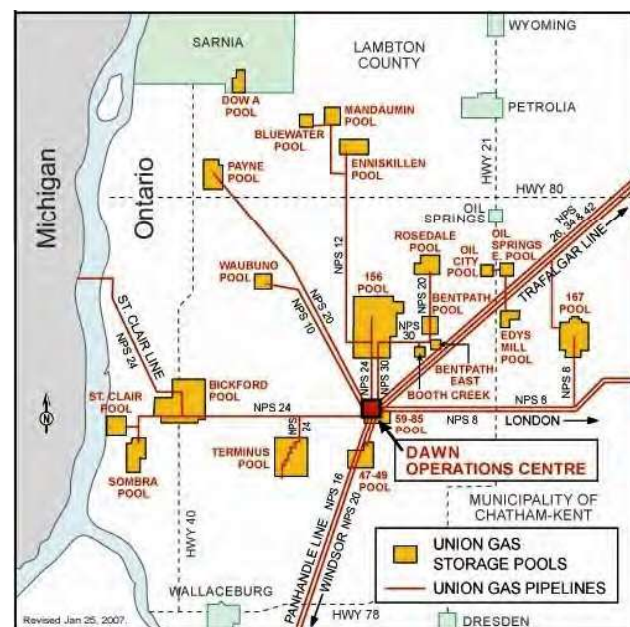 SARNIA
LAMBTON
COUNTY
WYOMING
DOW A
POOL
MANDAUMIN
POOL
BLUEWATER
POOL
ENNISKILLEN
POOL
PETROLIA
HWY 21
PAYNE
POOL
HWY 80
Michigan
Ontario
OIL
SPRINGS
NPS
26, 34 & 42
TRAFALGAR LINE
NPS 12
ROSEDALE
POOL
OIL
CITY
POOL
OIL
SPRINGS
E. POOL
WAUBUNO
POOL
NPS 20
NPS 10
156
POOL
NPS 20
BENTPATH
POOL
167
POOL
NPS
30
EDYS
MILL
POOL
ST. CLAIR LINE
NPS 24
NPS 24
NPS 30
BENTPATH
EAST
BOOTH CREEK
NPS 8
ST. CLAIR
POOL
BICKFORD
POOL
NPS 24
NPS 8
NPS 8
59-85
POOL
LONDON
N
NPS
24
SOMBRA
POOL
TERMINUS
POOL
DAWN
OPERATIONS CENTRE
47-49
POOL
HWY 40
PANHANDLE LINE
NPS 16
WINDSOR
NPS 20
MUNICIPALITY OF
CHATHAM-KENT
UNION GAS
STORAGE POOLS
UNION GAS PIPELINES
WALLACEBURG
HWY 78
DRESDEN
Revised Jan 25, 2007.